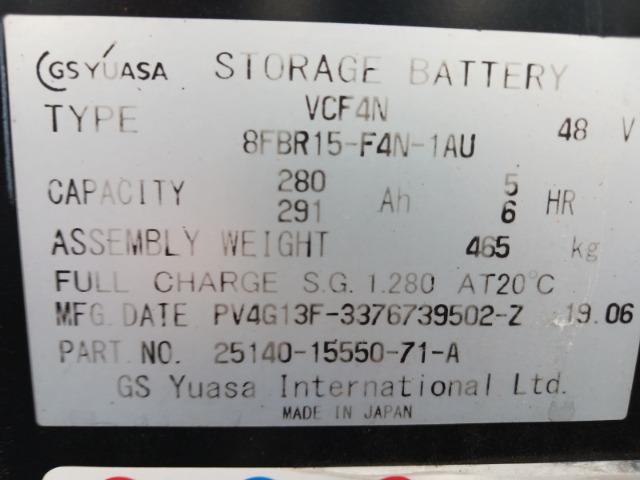 GS YUASA STORAGE BATTERY
TYPE VCF4N 48 V
8FBR15-F4N-1AU
CAPACITY 280 Ah 5 HR
291 6
ASSEMBLY WEIGHT 465 kg
FULL CHARGE S.G. 1.280 AT20°C
MFG.DATE PV4G13F-3376739502-Z 19.06
PART.NO. 25140-15550-71-A
GS Yuasa International Ltd.
MADE IN JAPAN